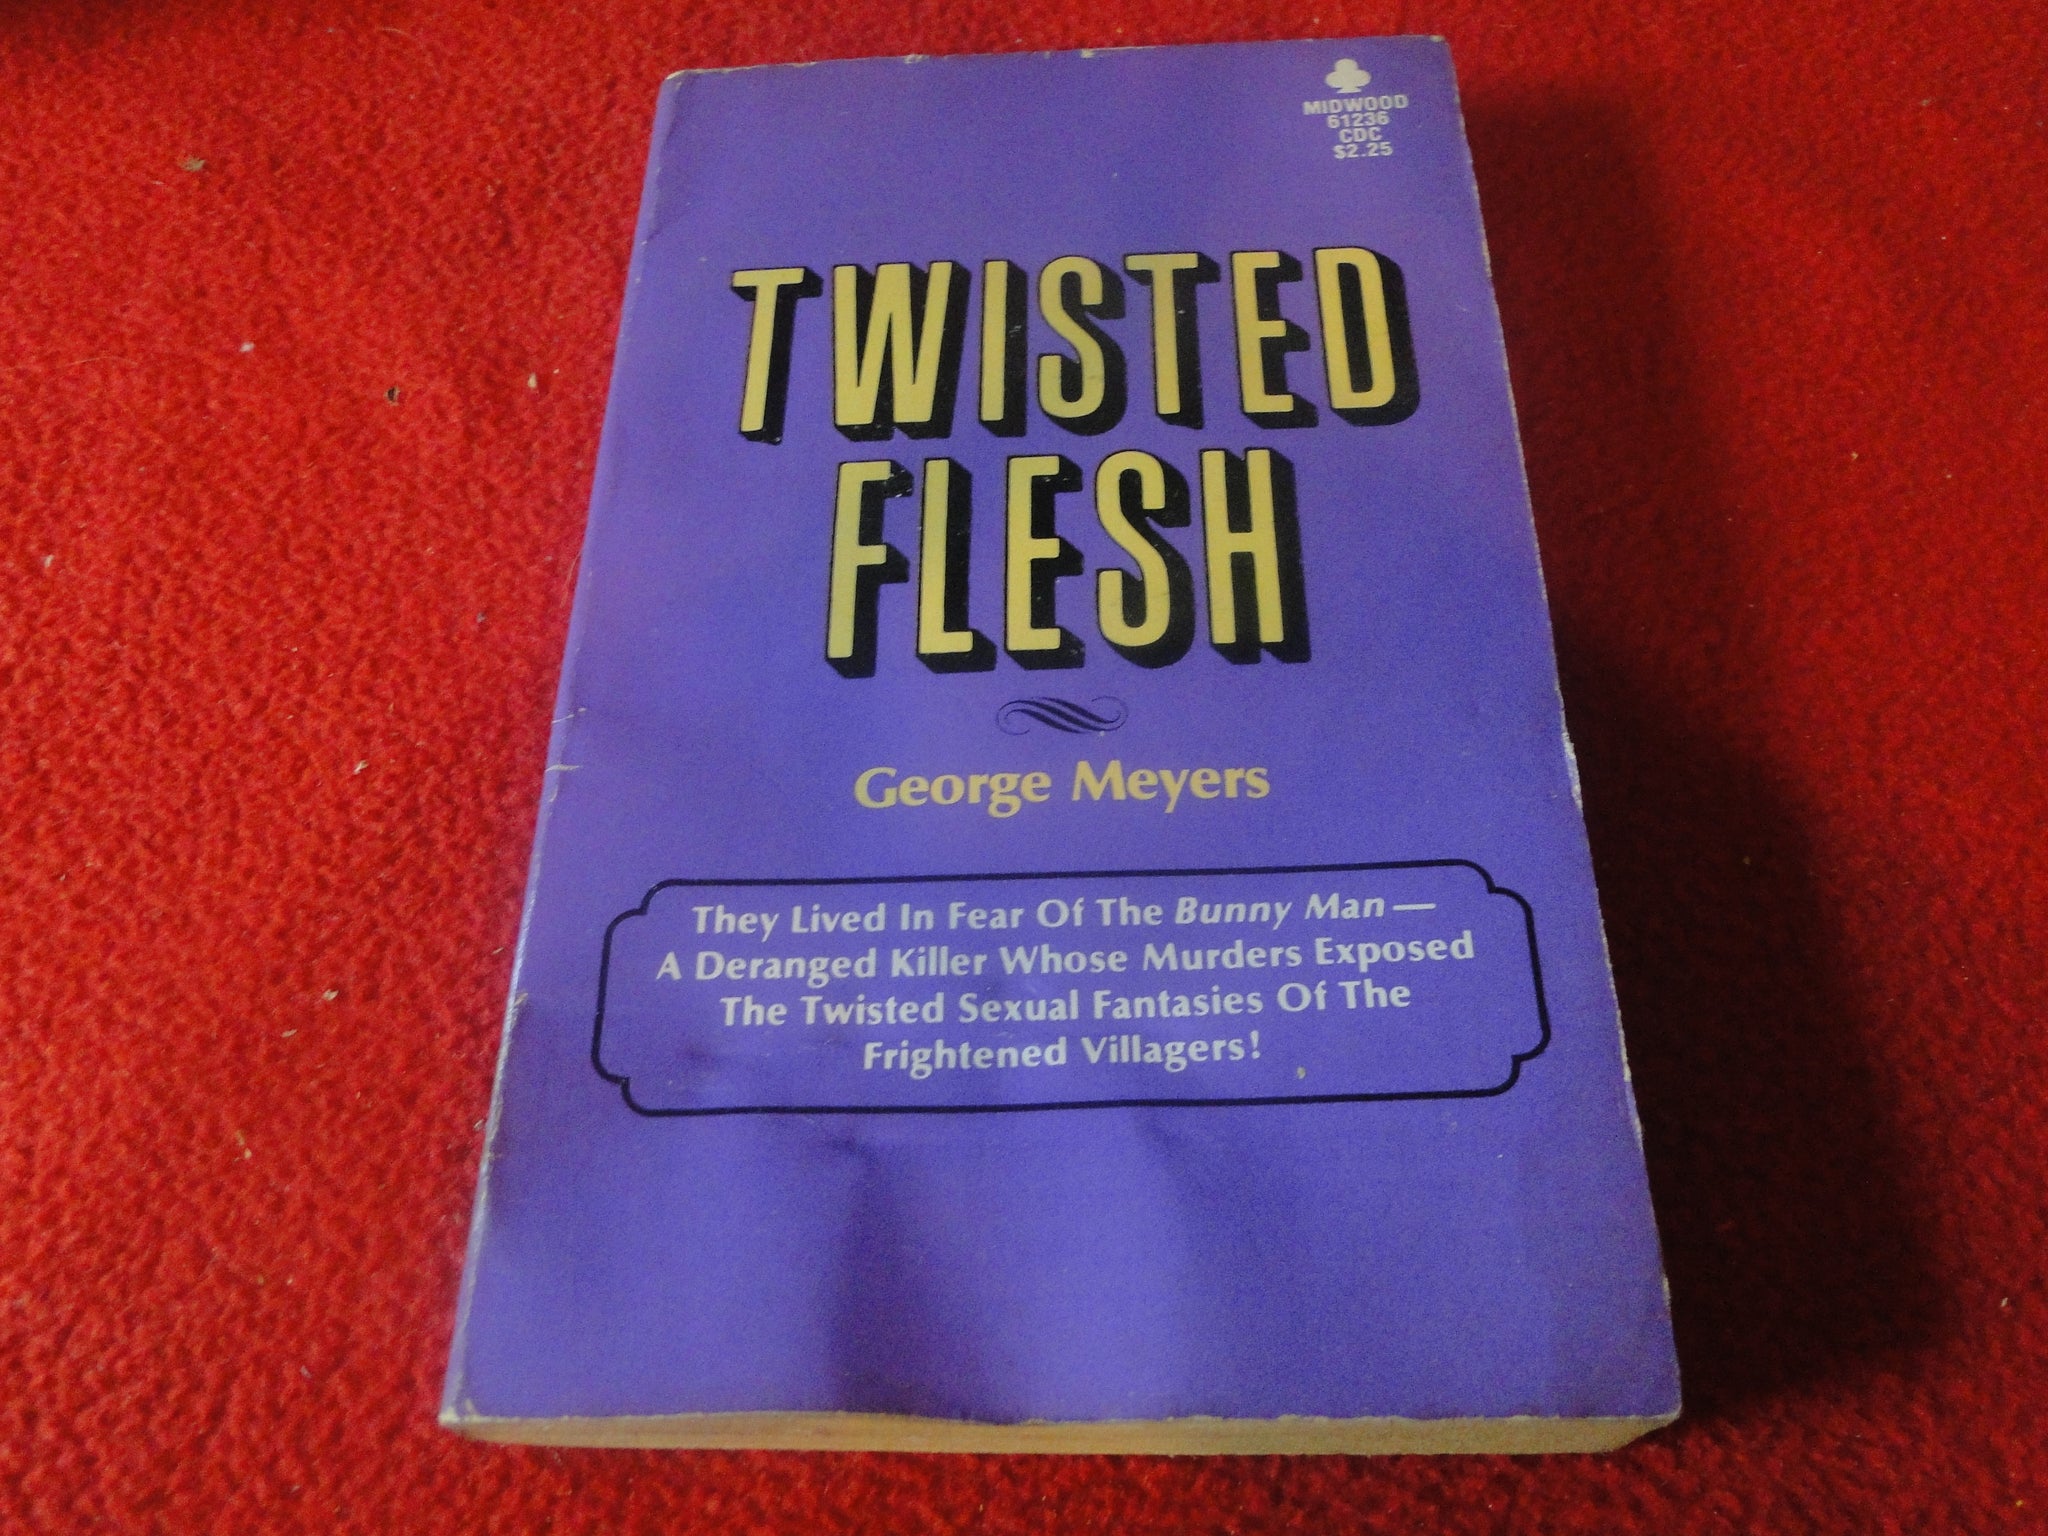 MIDWOOD
61236
CDC
$2.25
TWISTED
FLESH
George Meyers
They Lived In Fear Of The Bunny Man—
A Deranged Killer Whose Murders Exposed
The Twisted Sexual Fantasies Of The
Frightened Villagers!